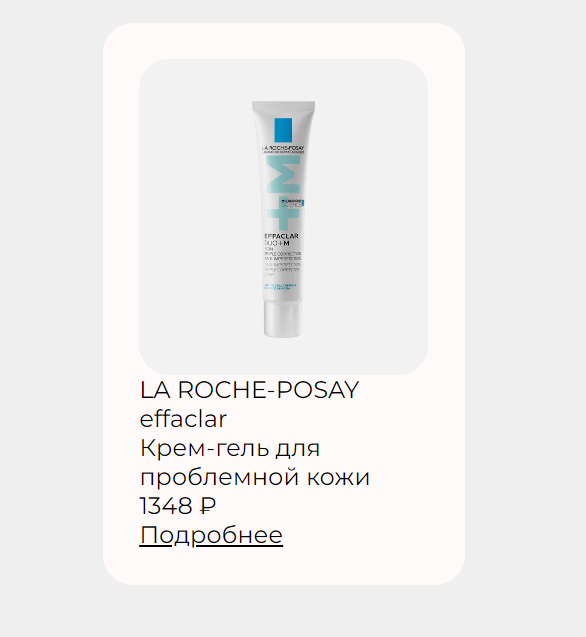 LA ROCHE-POSAY
EFFACLAR
DUO+M
LA ROCHE-POSAY
effaclar
Крем-гель для
проблемной кожи
1348 ₽
Подробнее